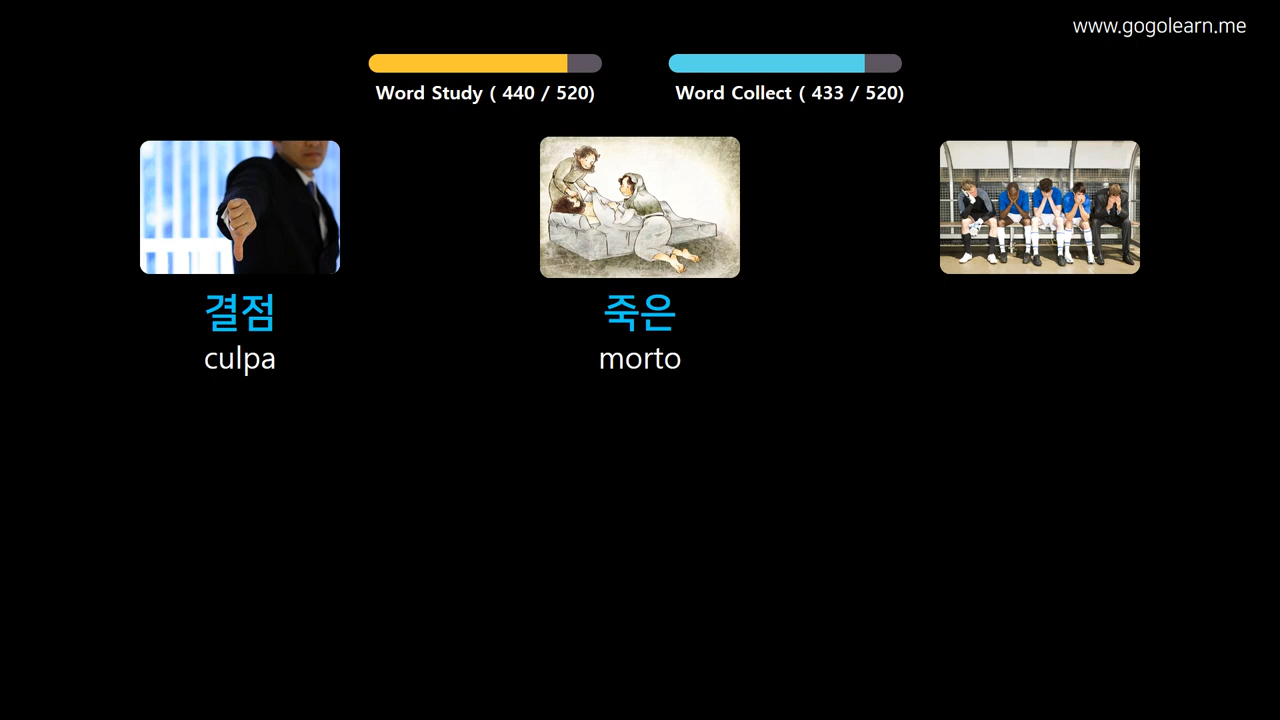 www.gogolearn.me
Word Study ( 440 / 520)
Word Collect ( 433 / 520)
결점
culpa
죽은
morto